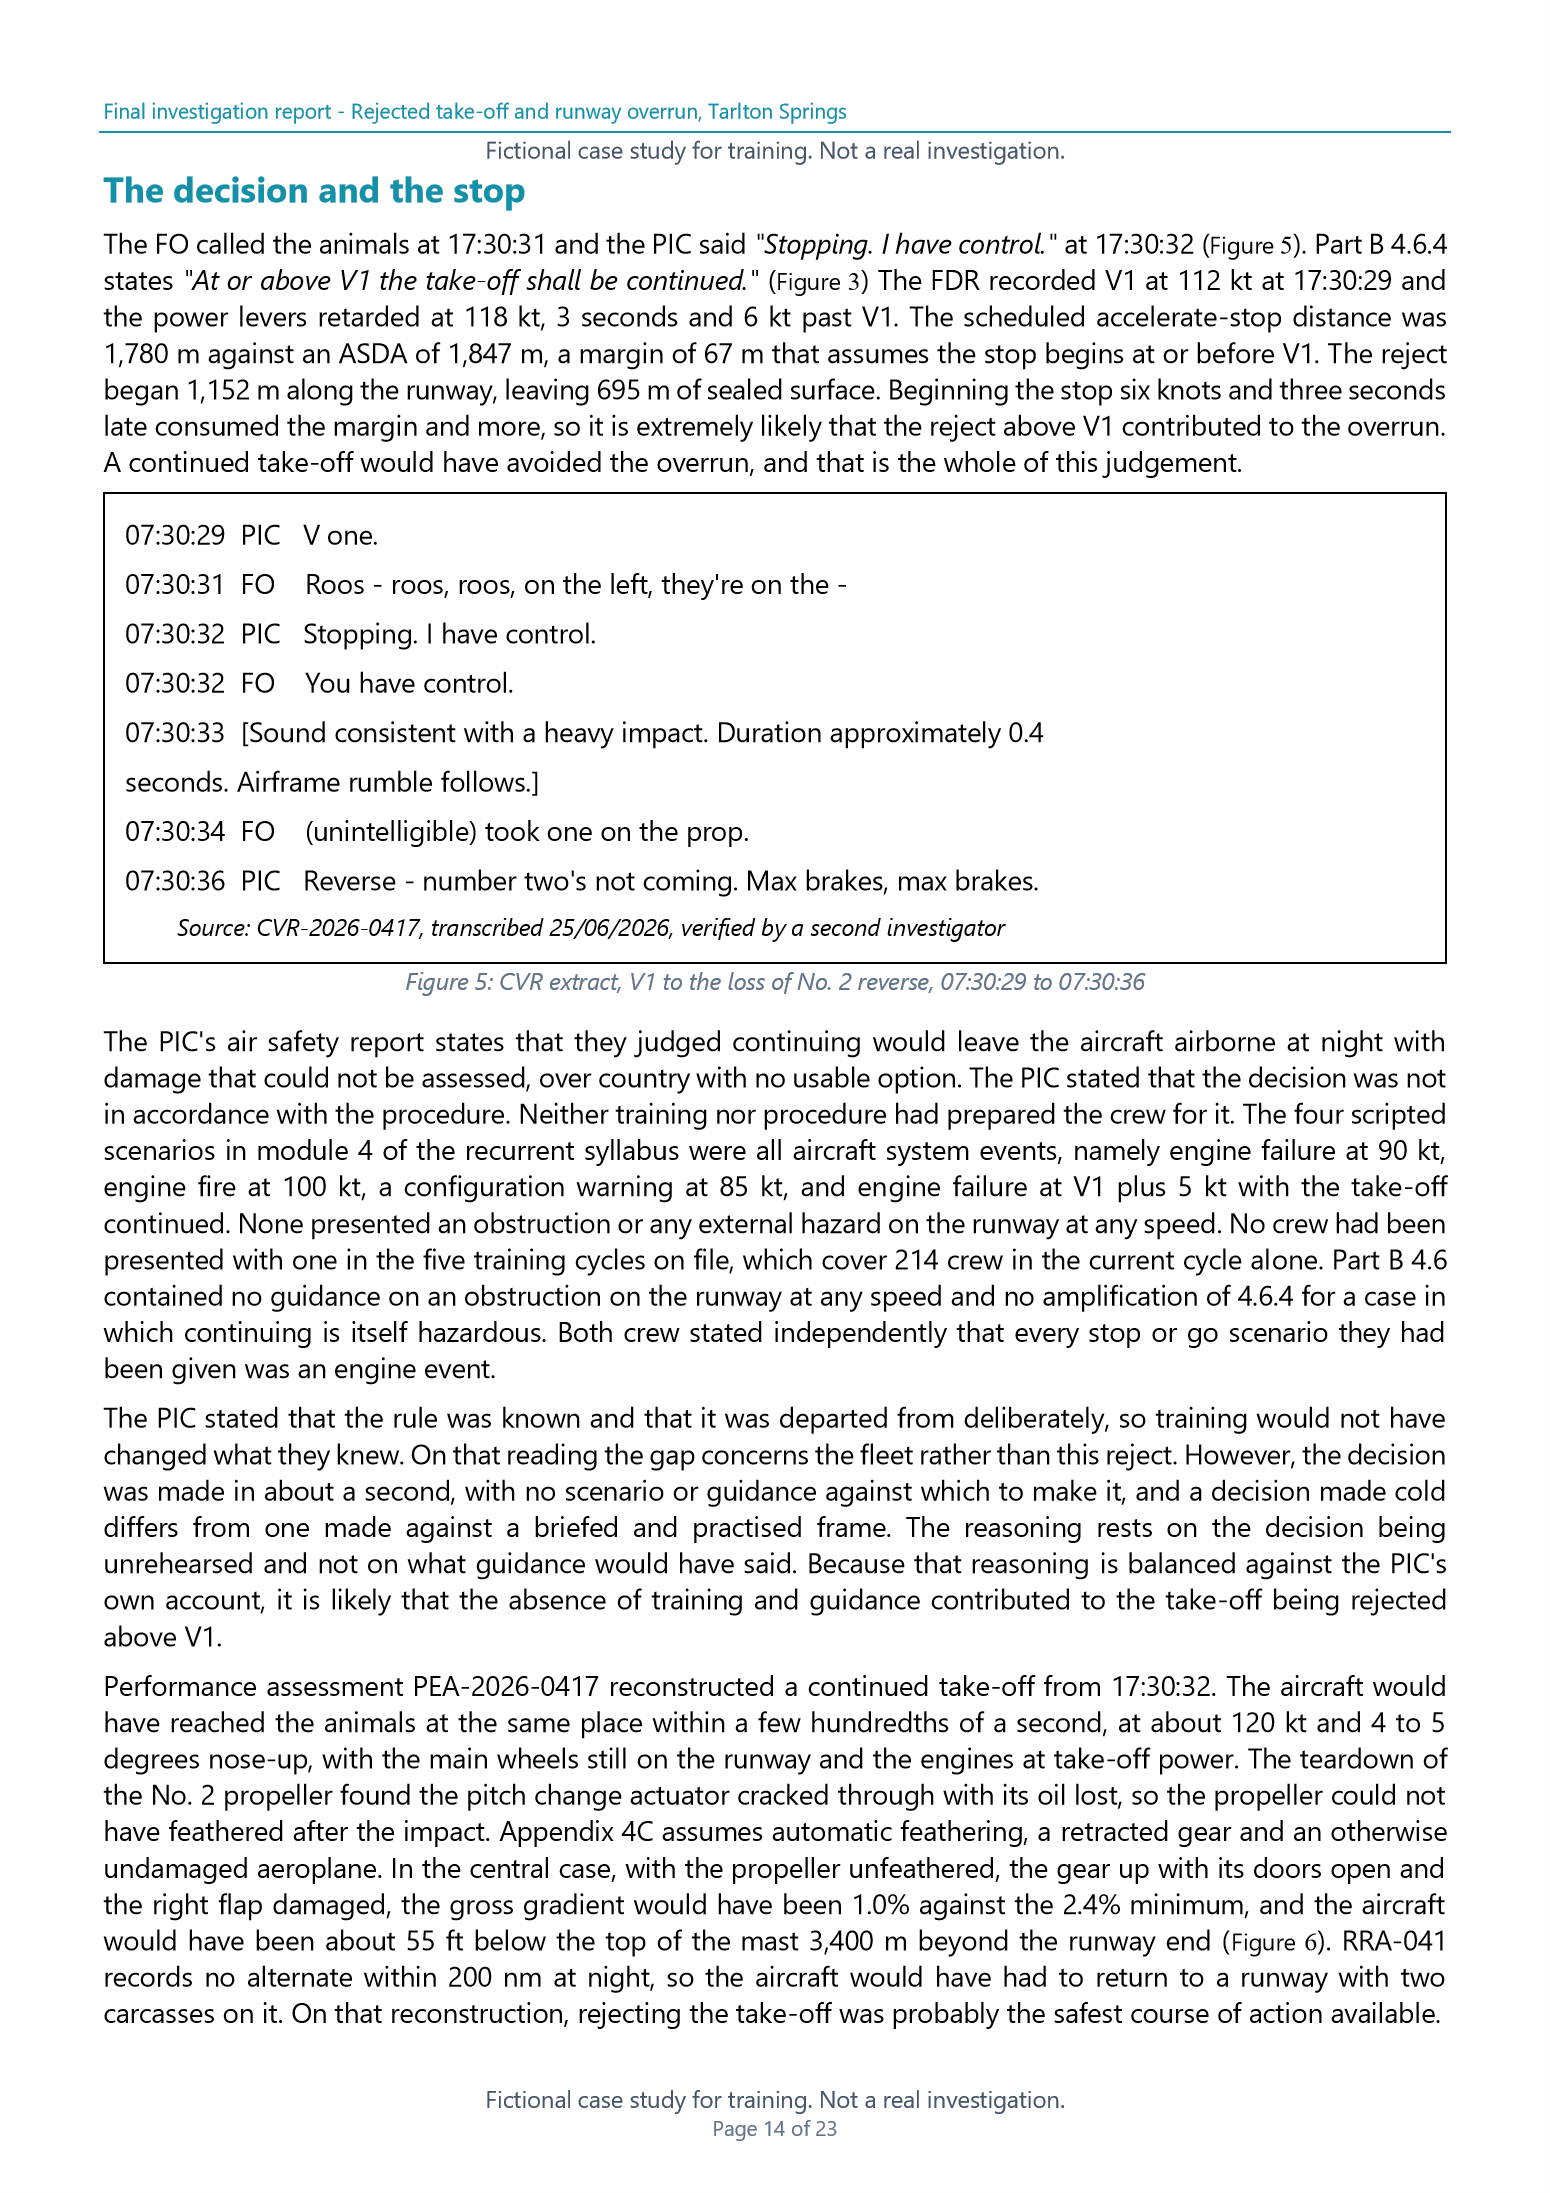 Final investigation report - Rejected take-off and runway overrun, Tarlton Springs
Fictional case study for training. Not a real investigation.
The decision and the stop
The FO called the animals at 17:30:31 and the PIC said "Stopping. I have control." at 17:30:32 (Figure 5). Part B 4.6.4
states "At or above V1 the take-off shall be continued." (Figure 3) The FDR recorded V1 at 112 kt at 17:30:29 and
the power levers retarded at 118 kt, 3 seconds and 6 kt past V1. The scheduled accelerate-stop distance was
1,780 m against an ASDA of 1,847 m, a margin of 67 m that assumes the stop begins at or before V1. The reject
began 1,152 m along the runway, leaving 695 m of sealed surface. Beginning the stop six knots and three seconds
late consumed the margin and more, so it is extremely likely that the reject above V1 contributed to the overrun.
A continued take-off would have avoided the overrun, and that is the whole of this judgement.
07:30:29 PIC V one.
07:30:31 FO Roos - roos, roos, on the left, they're on the -
07:30:32 PIC Stopping. I have control.
07:30:32 FO You have control.
07:30:33 [Sound consistent with a heavy impact. Duration approximately 0.4
seconds. Airframe rumble follows.]
07:30:34 FO (unintelligible) took one on the prop.
07:30:36 PIC Reverse - number two's not coming. Max brakes, max brakes.
Source: CVR-2026-0417, transcribed 25/06/2026, verified by a second investigator
Figure 5: CVR extract, V1 to the loss of No. 2 reverse, 07:30:29 to 07:30:36
The PIC's air safety report states that they judged continuing would leave the aircraft airborne at night with
damage that could not be assessed, over country with no usable option. The PIC stated that the decision was not
in accordance with the procedure. Neither training nor procedure had prepared the crew for it. The four scripted
scenarios in module 4 of the recurrent syllabus were all aircraft system events, namely engine failure at 90 kt,
engine fire at 100 kt, a configuration warning at 85 kt, and engine failure at V1 plus 5 kt with the take-off
continued. None presented an obstruction or any external hazard on the runway at any speed. No crew had been
presented with one in the five training cycles on file, which cover 214 crew in the current cycle alone. Part B 4.6
contained no guidance on an obstruction on the runway at any speed and no amplification of 4.6.4 for a case in
which continuing is itself hazardous. Both crew stated independently that every stop or go scenario they had
been given was an engine event.
The PIC stated that the rule was known and that it was departed from deliberately, so training would not have
changed what they knew. On that reading the gap concerns the fleet rather than this reject. However, the decision
was made in about a second, with no scenario or guidance against which to make it, and a decision made cold
differs from one made against a briefed and practised frame. The reasoning rests on the decision being
unrehearsed and not on what guidance would have said. Because that reasoning is balanced against the PIC's
own account, it is likely that the absence of training and guidance contributed to the take-off being rejected
above V1.
Performance assessment PEA-2026-0417 reconstructed a continued take-off from 17:30:32. The aircraft would
have reached the animals at the same place within a few hundredths of a second, at about 120 kt and 4 to 5
degrees nose-up, with the main wheels still on the runway and the engines at take-off power. The teardown of
the No. 2 propeller found the pitch change actuator cracked through with its oil lost, so the propeller could not
have feathered after the impact. Appendix 4C assumes automatic feathering, a retracted gear and an otherwise
undamaged aeroplane. In the central case, with the propeller unfeathered, the gear up with its doors open and
the right flap damaged, the gross gradient would have been 1.0% against the 2.4% minimum, and the aircraft
would have been about 55 ft below the top of the mast 3,400 m beyond the runway end (Figure 6). RRA-041
records no alternate within 200 nm at night, so the aircraft would have had to return to a runway with two
carcasses on it. On that reconstruction, rejecting the take-off was probably the safest course of action available.
Fictional case study for training. Not a real investigation.
Page 14 of 23